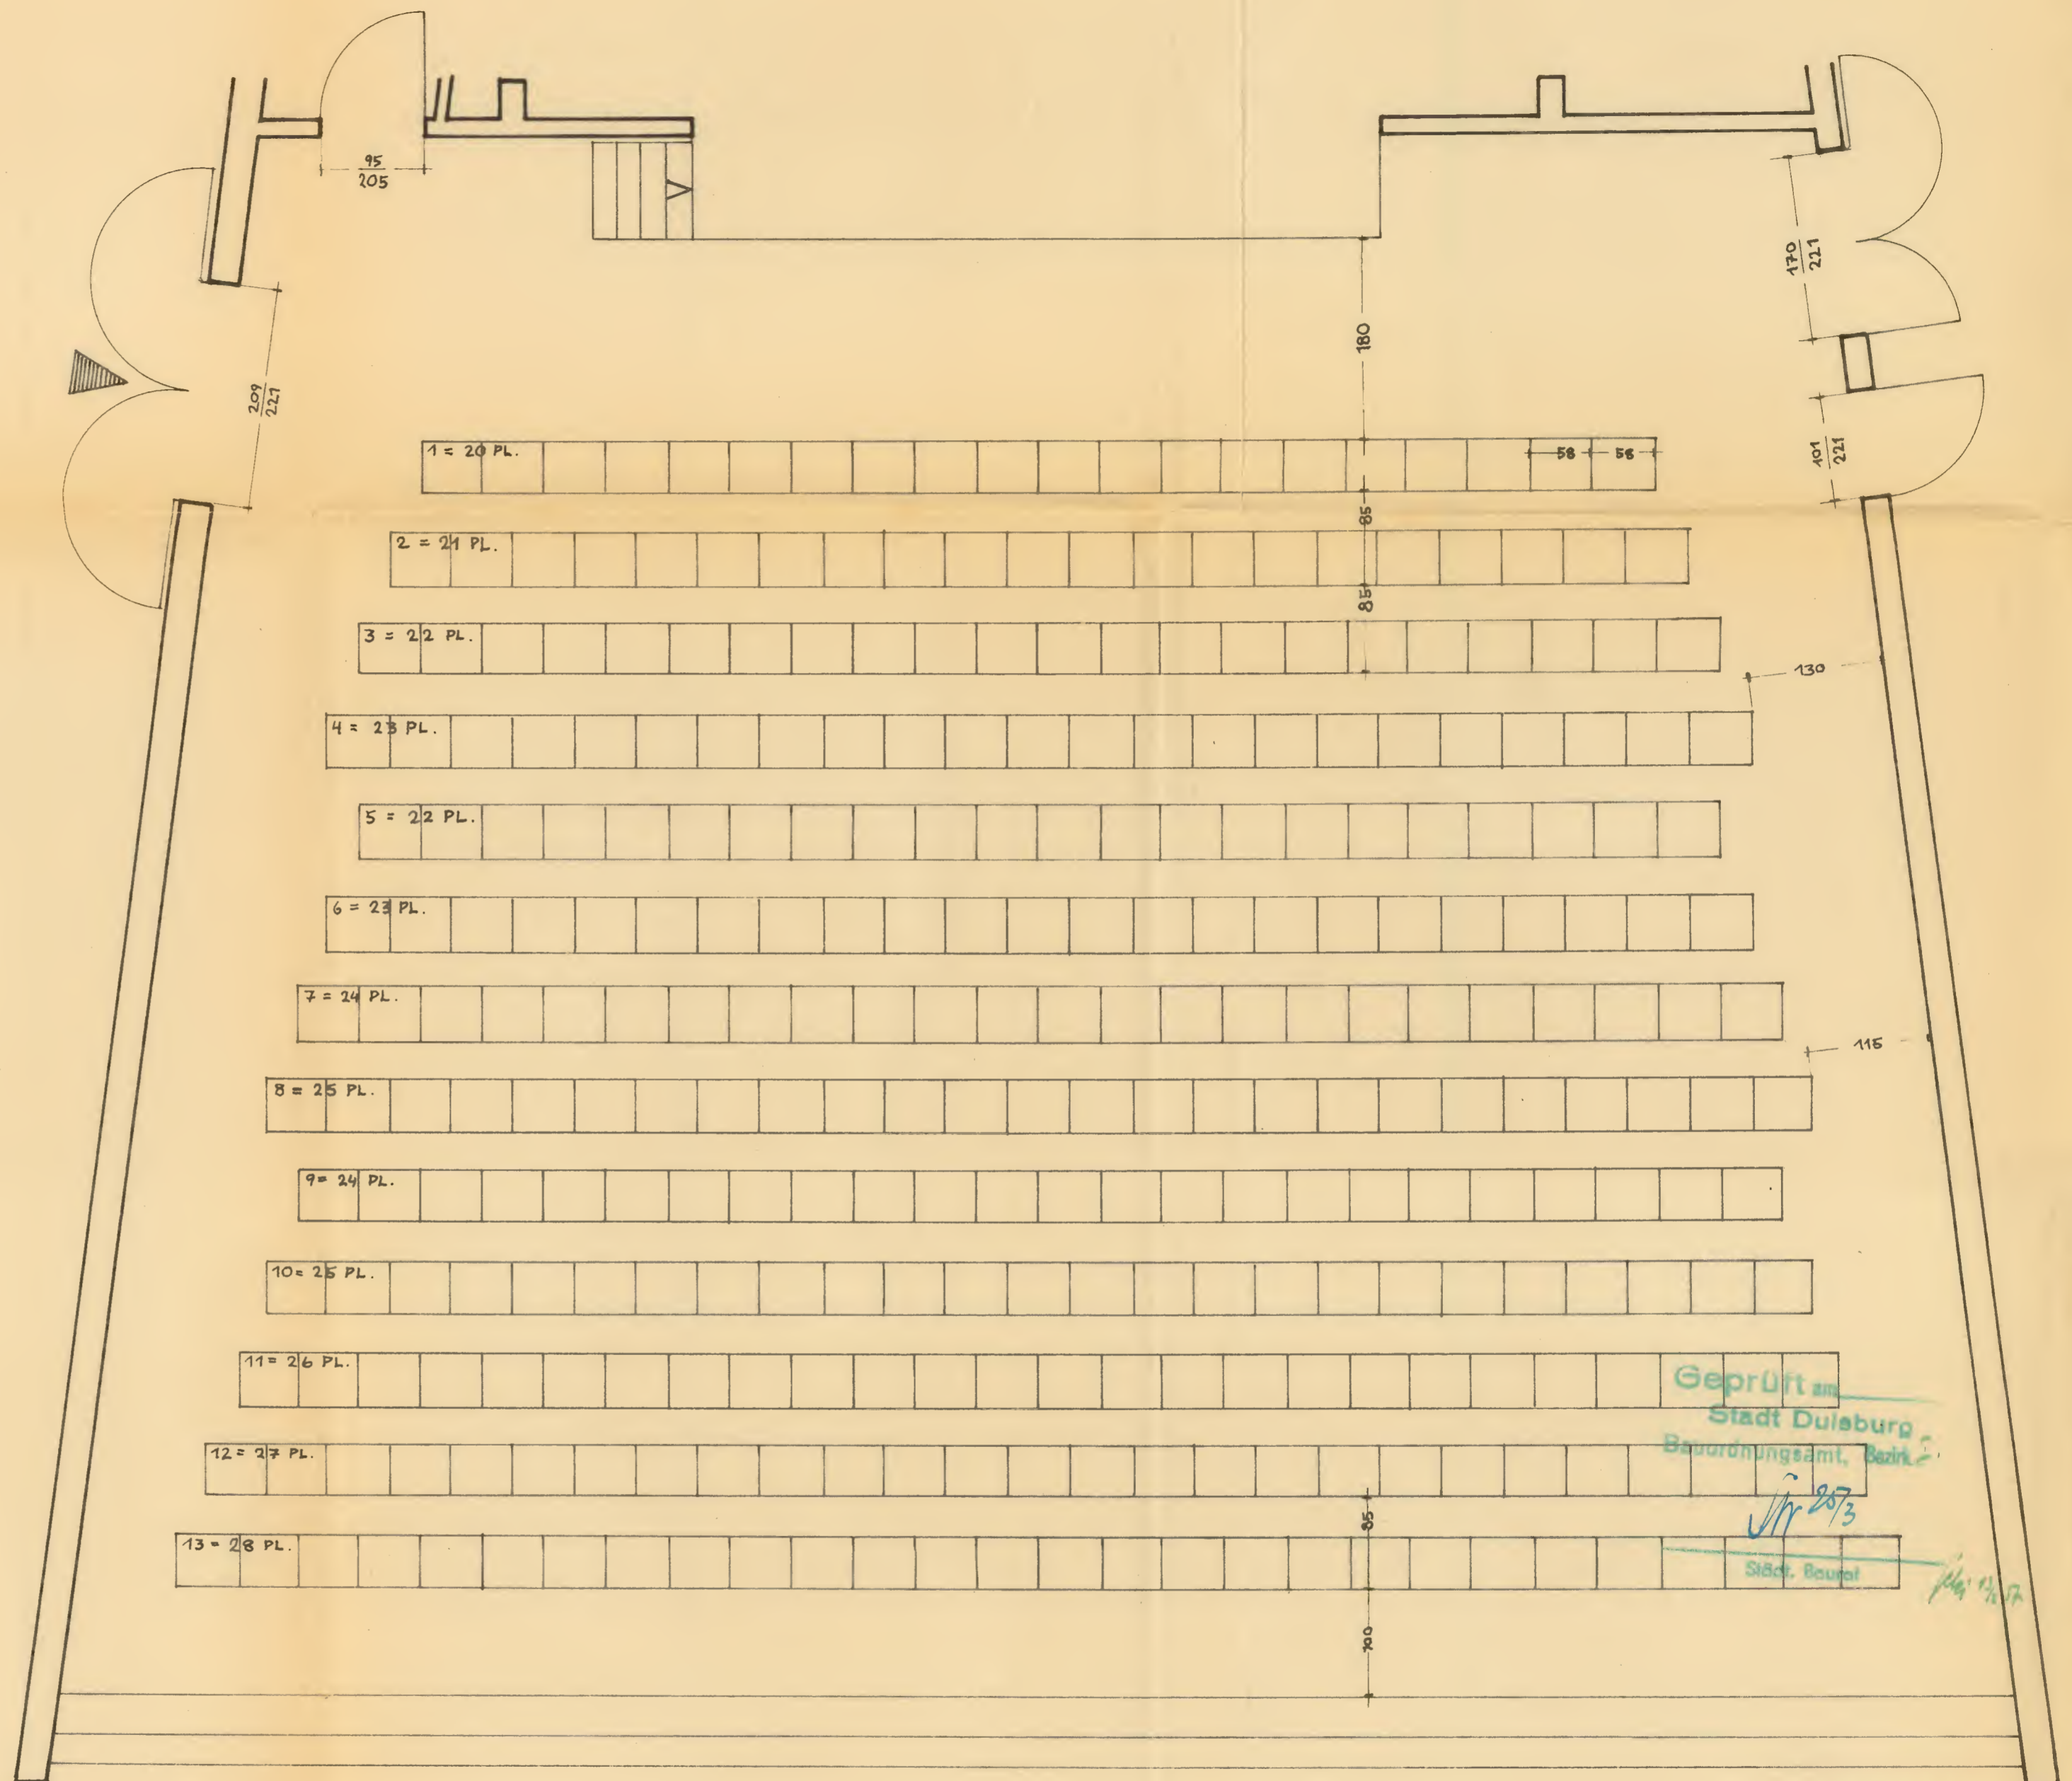 95
205
170
221
180
209
221
101
221
1 = 20 PL.
58 58
85
2 = 21 PL.
85
3 = 22 PL.
130
4 = 23 PL.
5 = 22 PL.
6 = 23 PL.
7 = 24 PL.
115
8 = 25 PL.
9 = 24 PL.
10 = 25 PL.
11 = 26 PL.
Geprüft am
Stadt Duisburg
12 = 27 PL.
Bauordnungsamt, Bezirk
25/3
85
13 = 28 PL.
Städt. Baurat
100